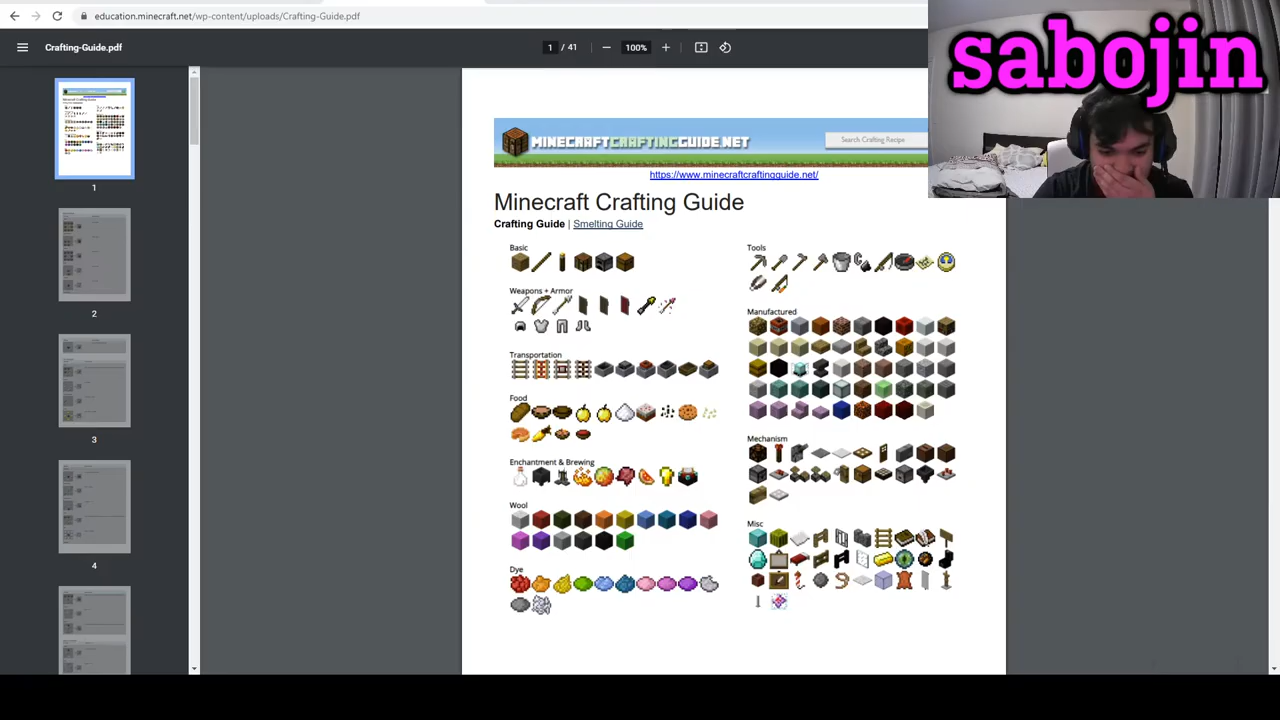 education.minecraft.net/wp-content/uploads/Crafting-Guide.pdf
Crafting-Guide.pdf
1 / 41
100%
sabojin
MINECRAFTCRAFTINGGUIDE.NET
Search Crafting Recipe
https://www.minecraftcraftingguide.net/
Minecraft Crafting Guide
Crafting Guide | Smelting Guide
Basic
Weapons + Armor
Transportation
Food
Enchantment & Brewing
Wool
Dye
Tools
Manufactured
Mechanism
Misc
1
2
3
4